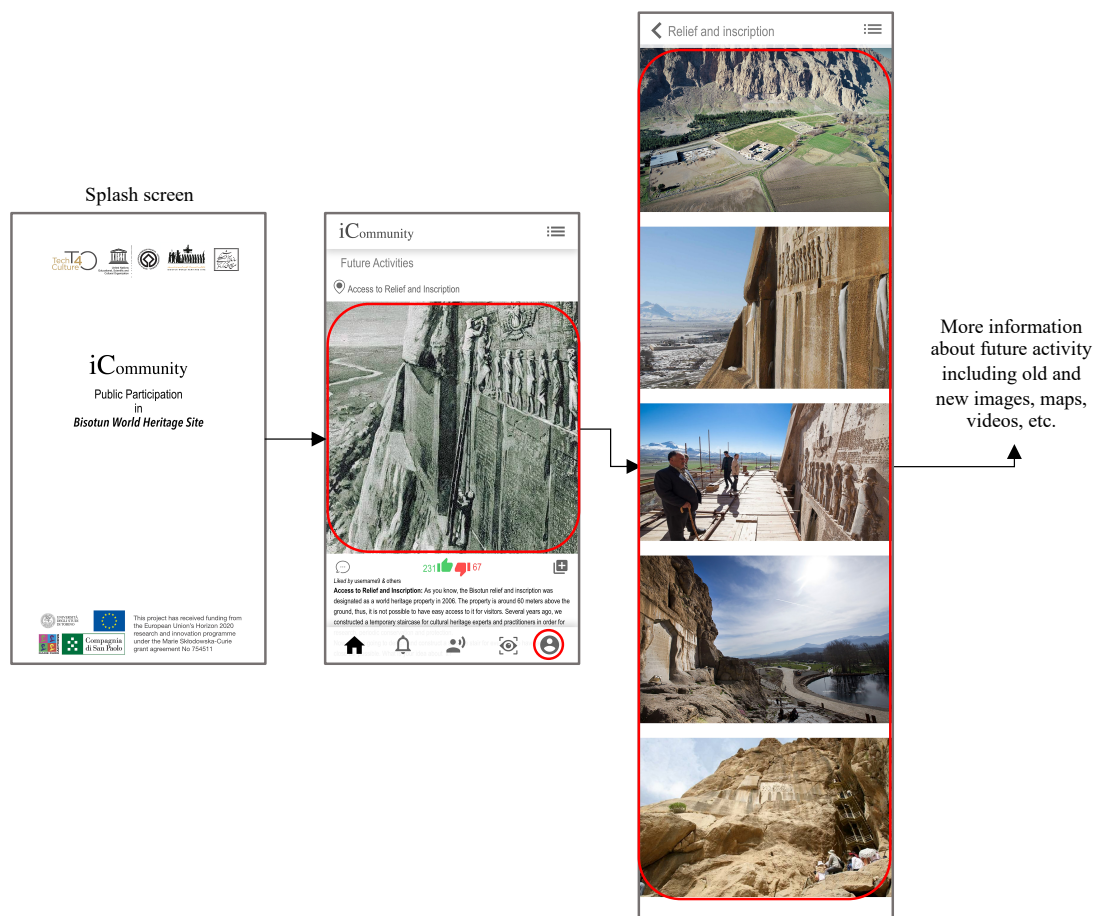 Splash screen
Tech
Culture
T4
iCommunity
Public Participation
in
Bisotun World Heritage Site
UNIVERSITÀ
DEGLI STUDI
DI TORINO
Compagnia
di San Paolo
This project has received funding from
the European Union's Horizon 2020
research and innovation programme
under the Marie Skłodowska-Curie
grant agreement No 754511
iCommunity
Future Activities
Access to Relief and Inscription
231 67
Liked by username9 & others
Access to Relief and Inscription: As you know, the Bisotun relief and inscription was
designated as a world heritage property in 2006. The property is around 60 meters above the
ground, thus, it is not possible to have easy access to it for visitors. Several years ago, we
constructed a temporary staircase for cultural heritage experts and practitioners in order for
Relief and inscription
More information
about future activity
including old and
new images, maps,
videos, etc.